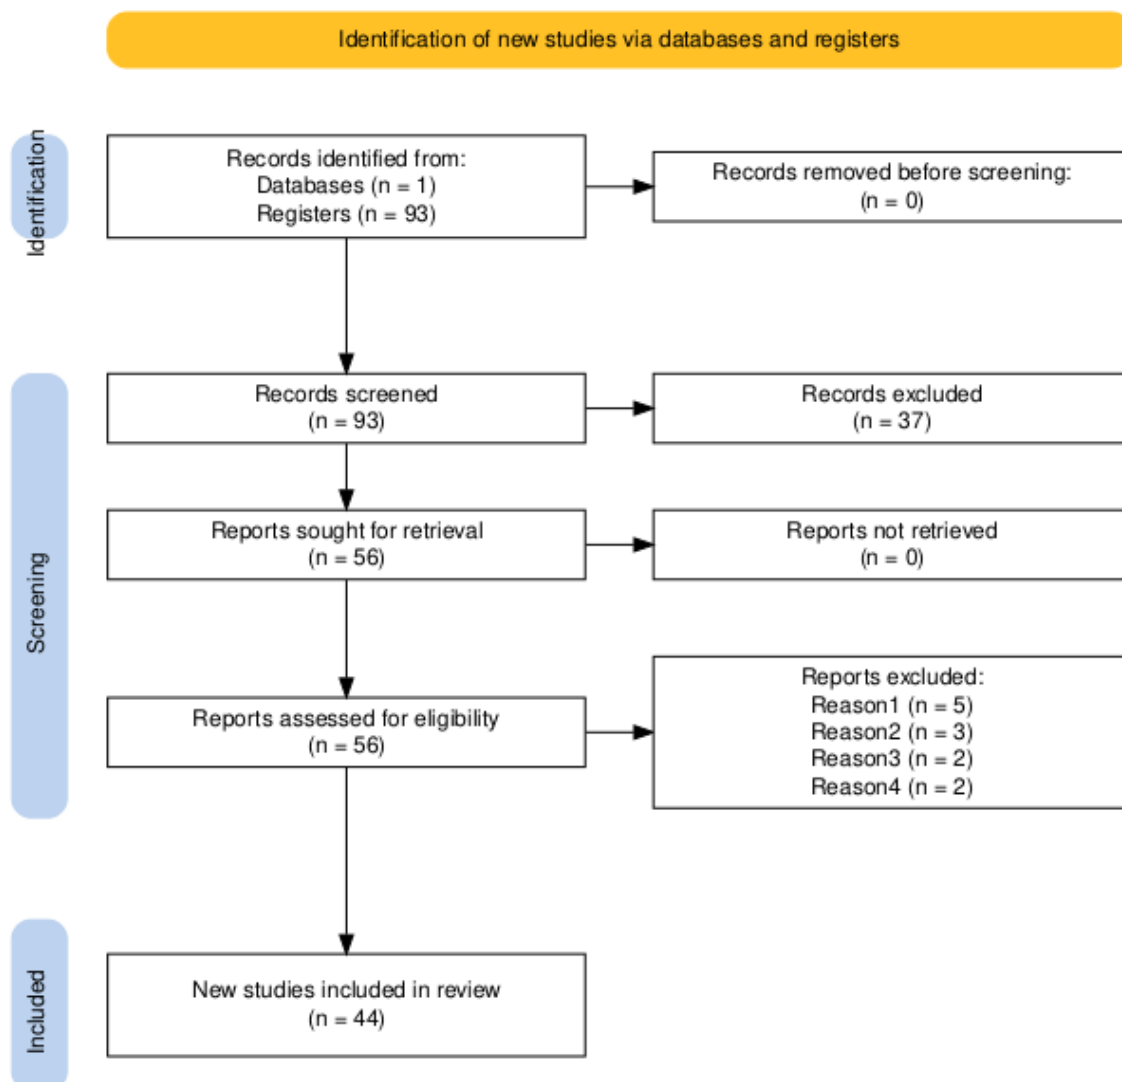 Identification of new studies via databases and registers
Identification
Records identified from:
Databases (n = 1)
Registers (n = 93)
Records removed before screening:
(n = 0)
Screening
Records screened
(n = 93)
Records excluded
(n = 37)
Reports sought for retrieval
(n = 56)
Reports not retrieved
(n = 0)
Reports assessed for eligibility
(n = 56)
Reports excluded:
Reason1 (n = 5)
Reason2 (n = 3)
Reason3 (n = 2)
Reason4 (n = 2)
Included
New studies included in review
(n = 44)